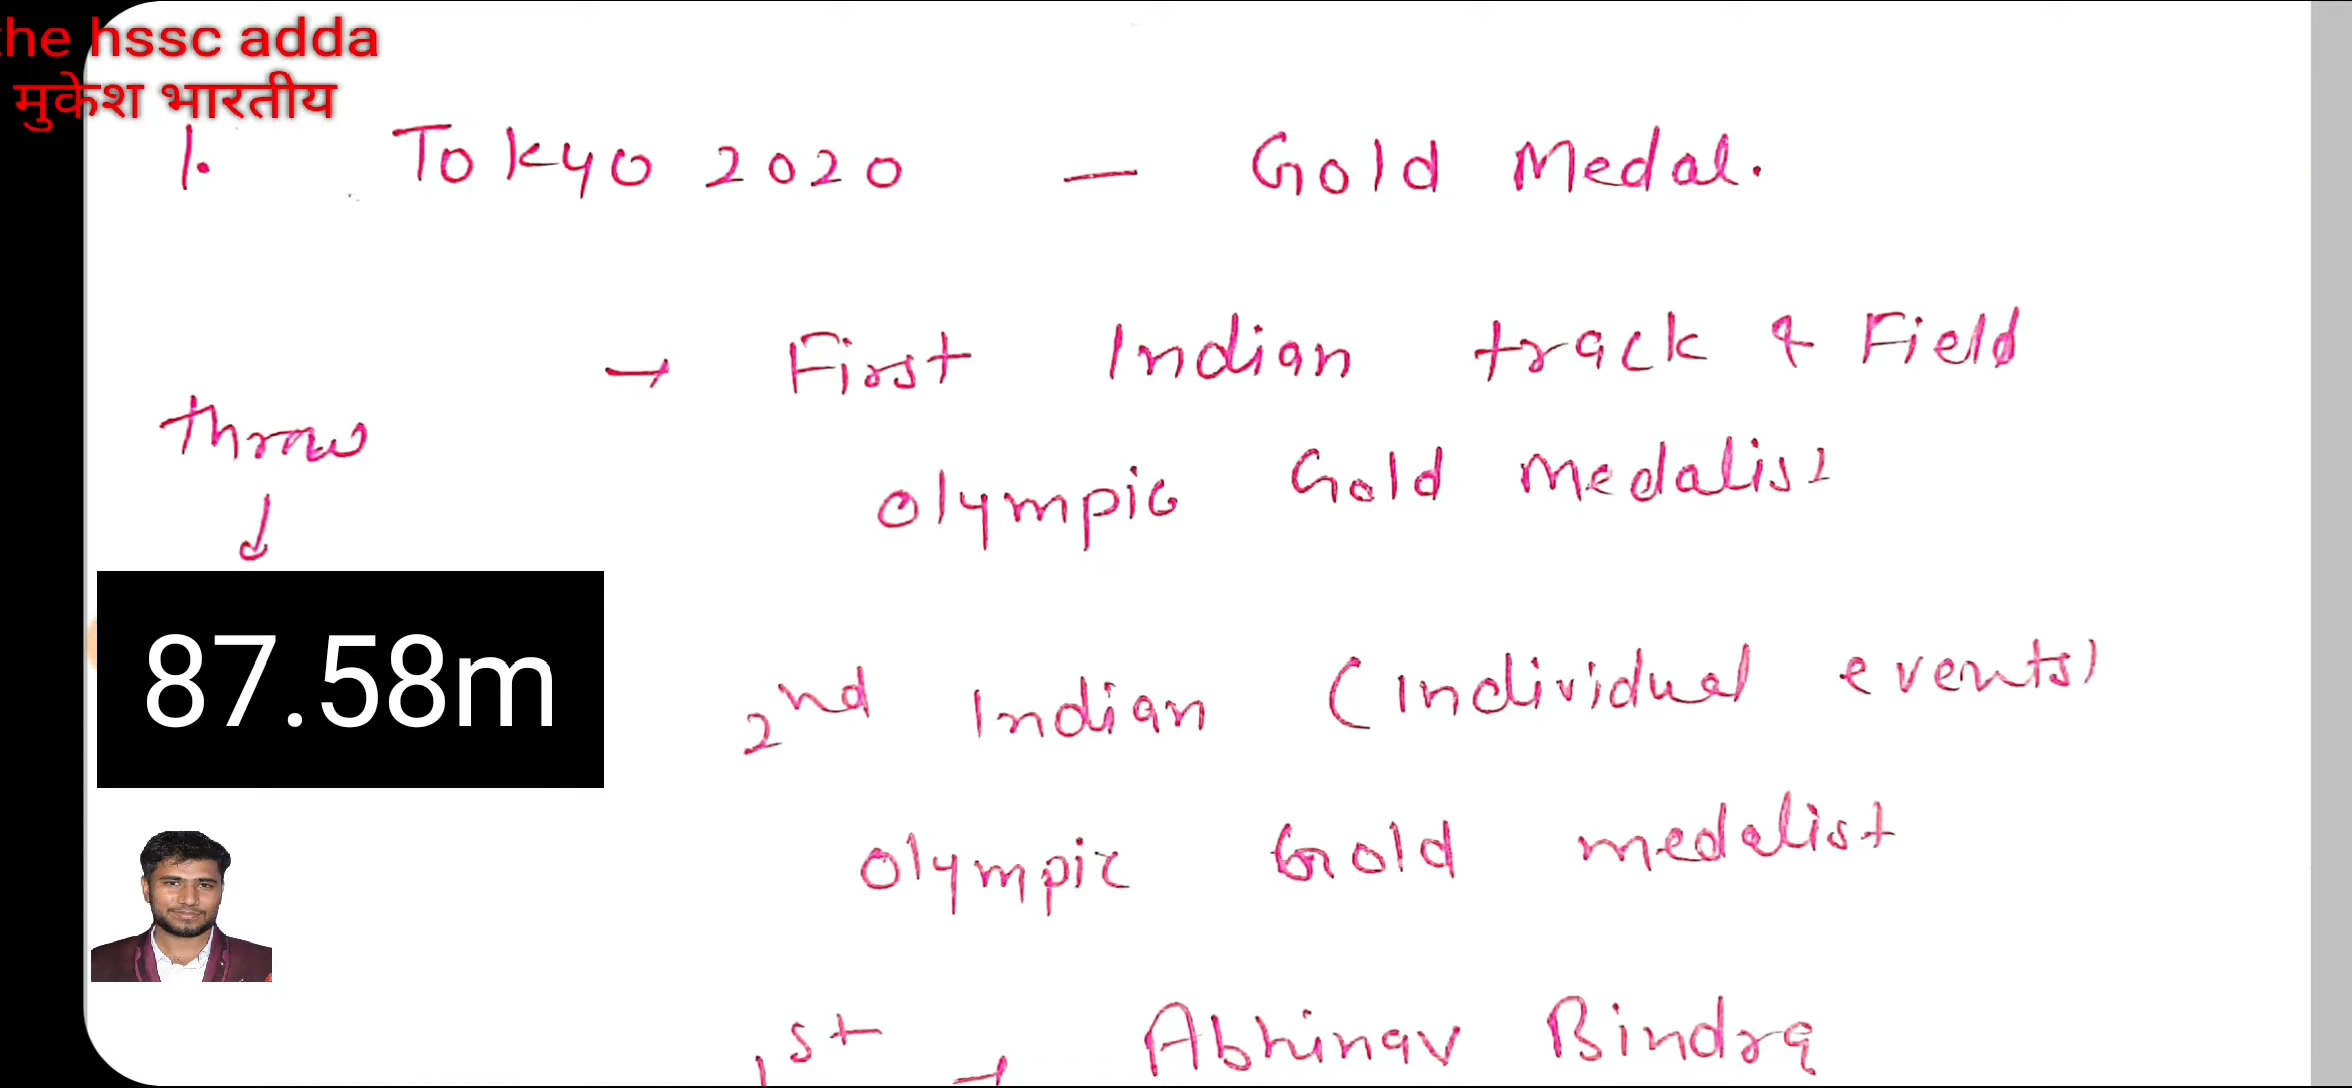 the hssc adda
मुकेश भारतीय
1. Tokyo 2020 — Gold Medal.
→ First Indian track & Field
throw
Olympic Gold Medalist
↓
87.58m
2nd Indian (individual events)
Olympic Gold medalist
1st → Abhinav Bindra